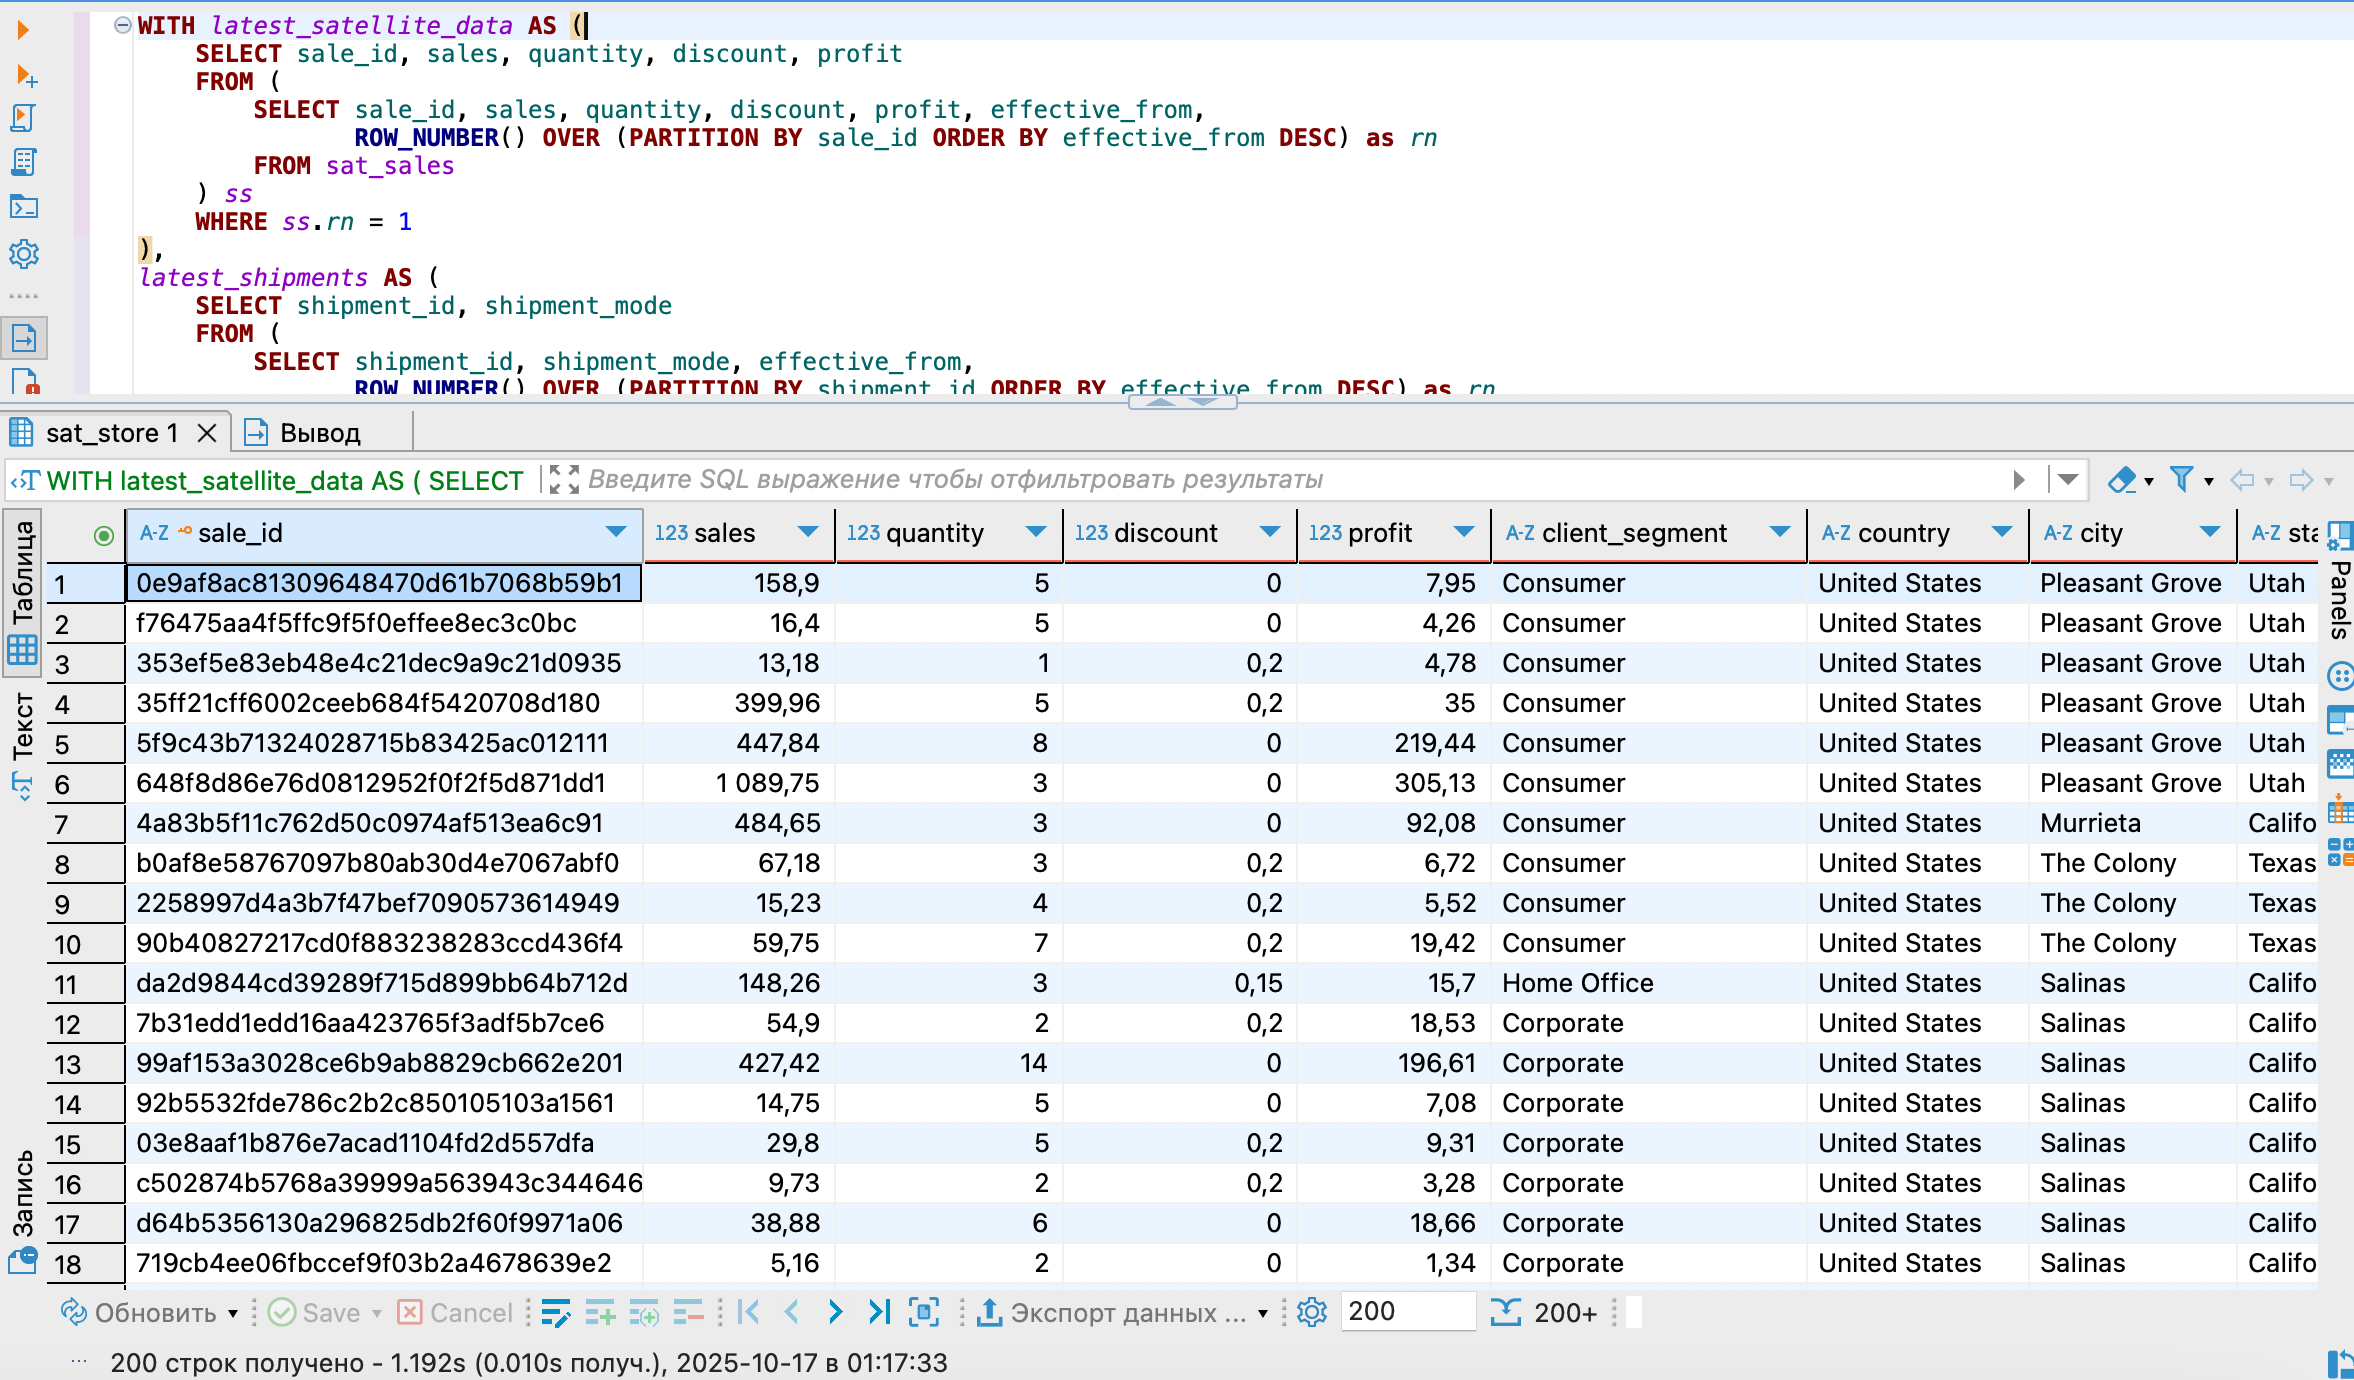 WITH latest_satellite_data AS (
SELECT sale_id, sales, quantity, discount, profit
FROM (
SELECT sale_id, sales, quantity, discount, profit, effective_from,
ROW_NUMBER() OVER (PARTITION BY sale_id ORDER BY effective_from DESC) as rn
FROM sat_sales
) ss
WHERE ss.rn = 1
),
latest_shipments AS (
SELECT shipment_id, shipment_mode
FROM (
SELECT shipment_id, shipment_mode, effective_from,
ROW_NUMBER() OVER (PARTITION BY shipment_id ORDER BY effective_from DESC) as rn
sat_store 1 Вывод
WITH latest_satellite_data AS ( SELECT Введите SQL выражение чтобы отфильтровать результаты
Таблица
Текст
Запись
Panels
A-Z sale_id 123 sales 123 quantity 123 discount 123 profit A-Z client_segment A-Z country A-Z city A-Z sta
1 0e9af8ac81309648470d61b7068b59b1 158,9 5 0 7,95 Consumer United States Pleasant Grove Utah
2 f76475aa4f5ffc9f5f0effee8ec3c0bc 16,4 5 0 4,26 Consumer United States Pleasant Grove Utah
3 353ef5e83eb48e4c21dec9a9c21d0935 13,18 1 0,2 4,78 Consumer United States Pleasant Grove Utah
4 35ff21cff6002ceeb684f5420708d180 399,96 5 0,2 35 Consumer United States Pleasant Grove Utah
5 5f9c43b71324028715b83425ac012111 447,84 8 0 219,44 Consumer United States Pleasant Grove Utah
6 648f8d86e76d0812952f0f2f5d871dd1 1 089,75 3 0 305,13 Consumer United States Pleasant Grove Utah
7 4a83b5f11c762d50c0974af513ea6c91 484,65 3 0 92,08 Consumer United States Murrieta Califo
8 b0af8e58767097b80ab30d4e7067abf0 67,18 3 0,2 6,72 Consumer United States The Colony Texas
9 2258997d4a3b7f47bef7090573614949 15,23 4 0,2 5,52 Consumer United States The Colony Texas
10 90b40827217cd0f883238283ccd436f4 59,75 7 0,2 19,42 Consumer United States The Colony Texas
11 da2d9844cd39289f715d899bb64b712d 148,26 3 0,15 15,7 Home Office United States Salinas Califo
12 7b31edd1edd16aa423765f3adf5b7ce6 54,9 2 0,2 18,53 Corporate United States Salinas Califo
13 99af153a3028ce6b9ab8829cb662e201 427,42 14 0 196,61 Corporate United States Salinas Califo
14 92b5532fde786c2b2c850105103a1561 14,75 5 0 7,08 Corporate United States Salinas Califo
15 03e8aaf1b876e7acad1104fd2d557dfa 29,8 5 0,2 9,31 Corporate United States Salinas Califo
16 c502874b5768a39999a563943c344646 9,73 2 0,2 3,28 Corporate United States Salinas Califo
17 d64b5356130a296825db2f60f9971a06 38,88 6 0 18,66 Corporate United States Salinas Califo
18 719cb4ee06fbccef9f03b2a4678639e2 5,16 2 0 1,34 Corporate United States Salinas Califo
Обновить Save Cancel Экспорт данных ... 200 200+
200 строк получено - 1.192s (0.010s получ.), 2025-10-17 в 01:17:33